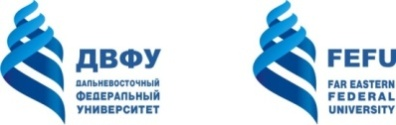 ДВФУ
ДАЛЬНЕВОСТОЧНЫЙ
ФЕДЕРАЛЬНЫЙ
УНИВЕРСИТЕТ
FEFU
FAR EASTERN
FEDERAL
UNIVERSITY